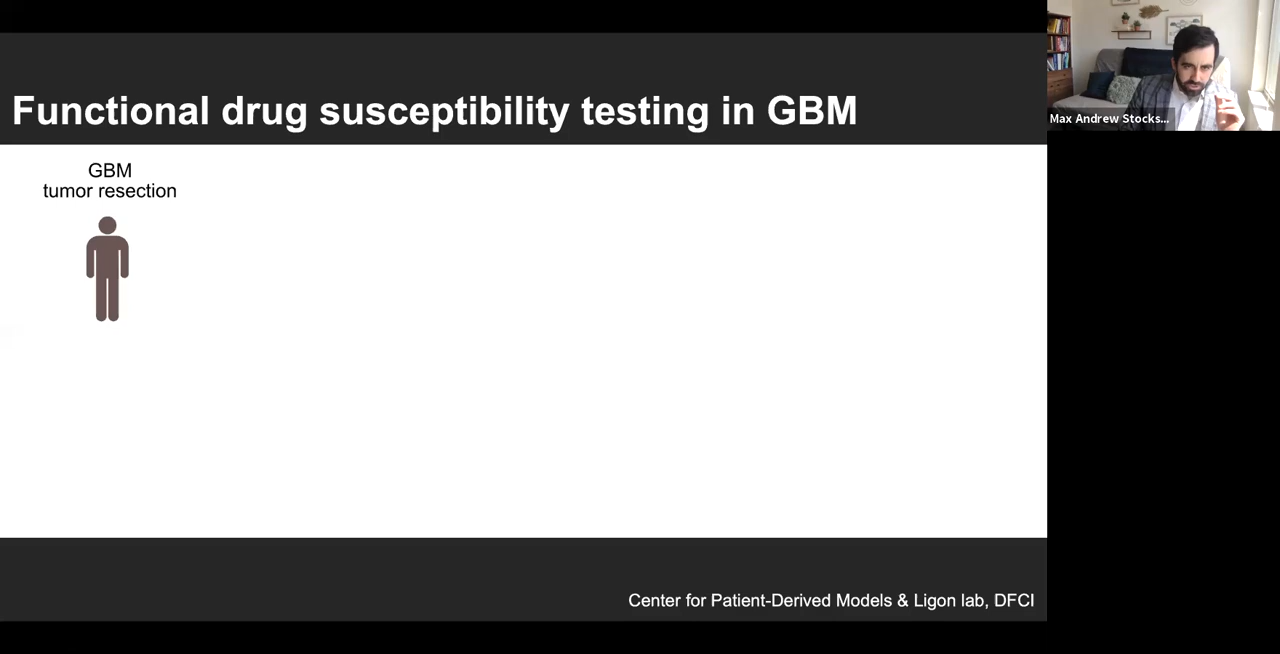 Functional drug susceptibility testing in GBM
GBM
tumor resection
Center for Patient-Derived Models & Ligon lab, DFCI
Max Andrew Stocks...